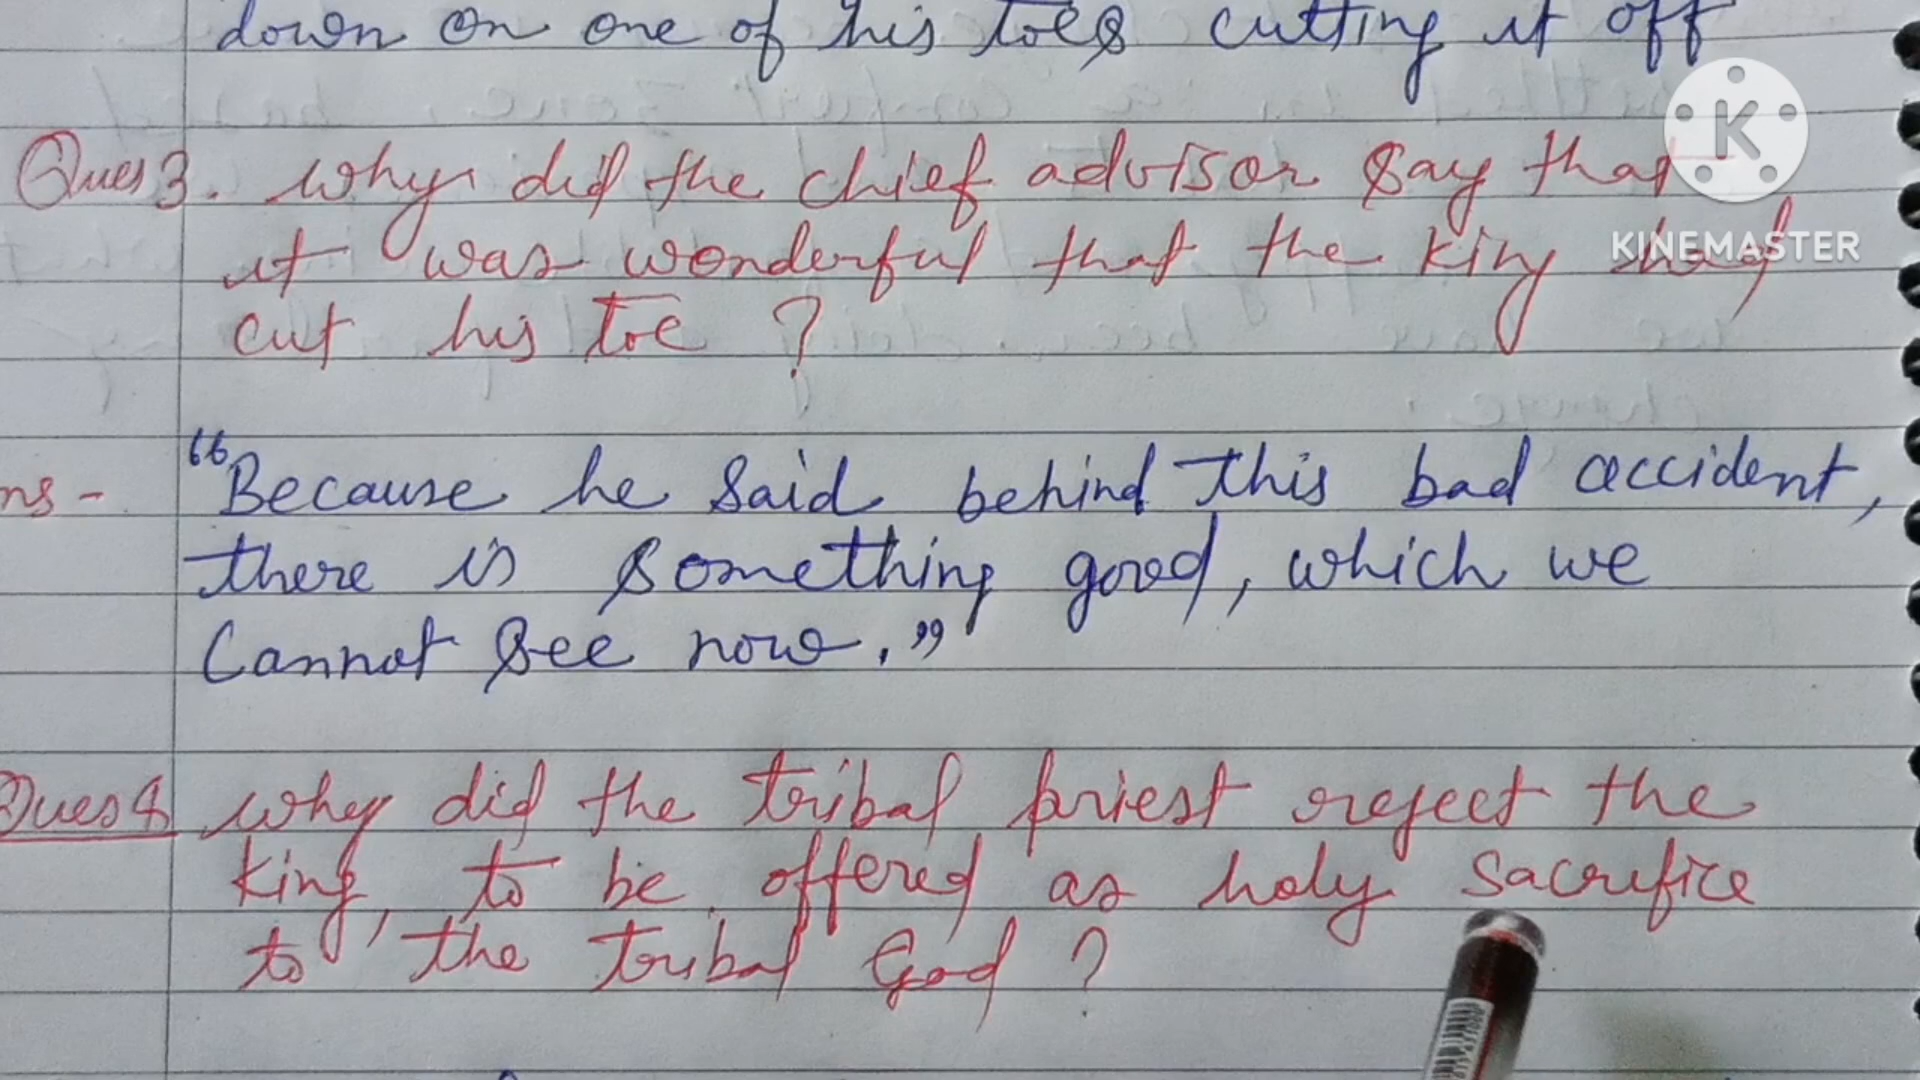 down on one of his toes cutting it off
Ques 3. why did the chief advisor say that
it was wonderful that the king had
cut his toe ?
ns - "Because he said behind this bad accident,
there is something good, which we
cannot see now."
Ques 4 why did the tribal priest reject the
king, to be offered as holy sacrifice
to the tribal God ?
K
KINEMASTER